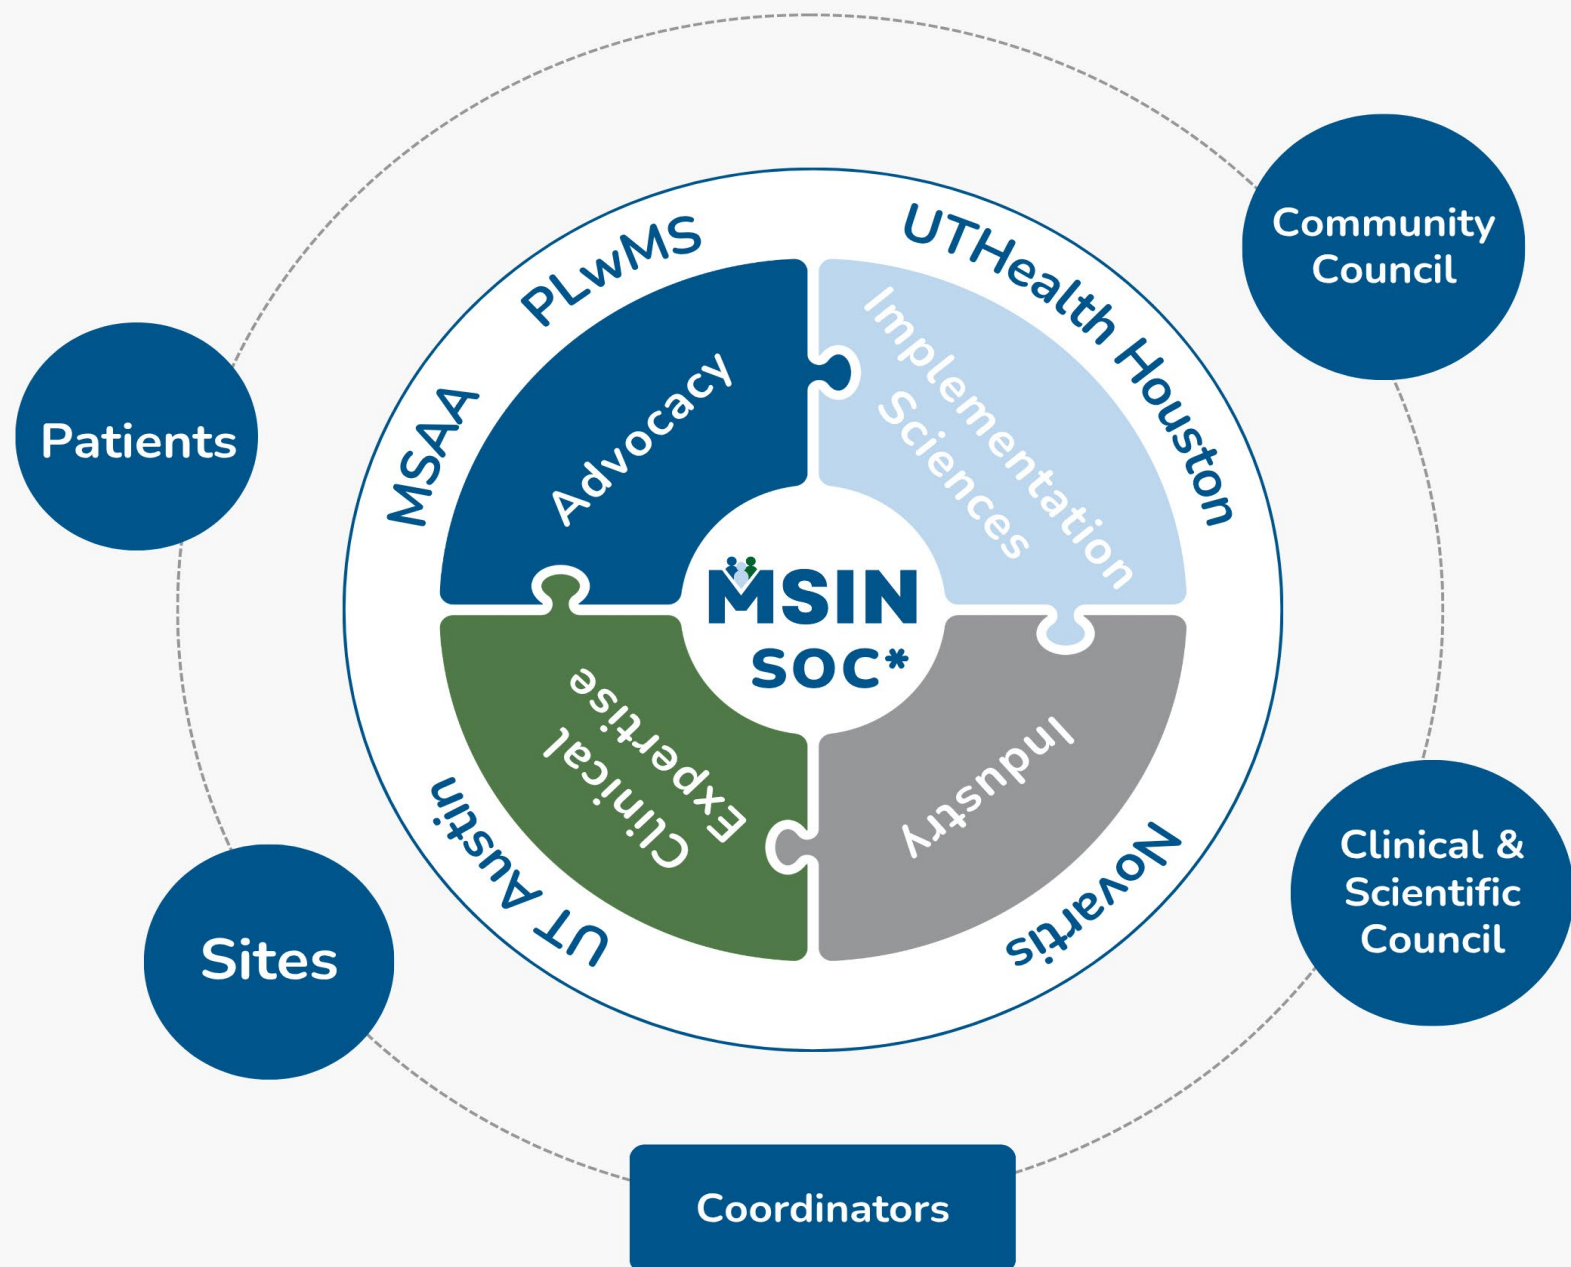 Community
Council
PLwMS
UTHealth Houston
MSAA
Advocacy
Implementation
Sciences
Patients
MSIN
SOC*
Clinical
Expertise
Industry
UT Austin
Novartis
Clinical &
Scientific
Council
Sites
Coordinators